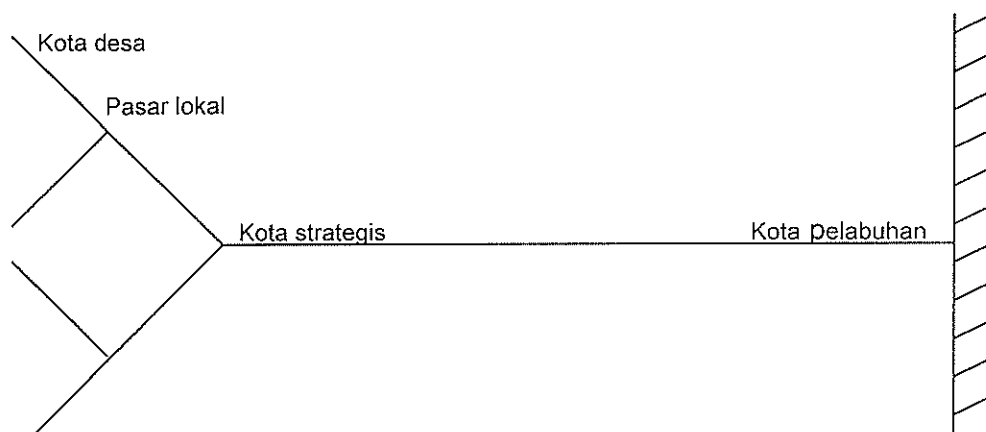 Kota desa
Pasar lokal
Kota strategis
Kota pelabuhan